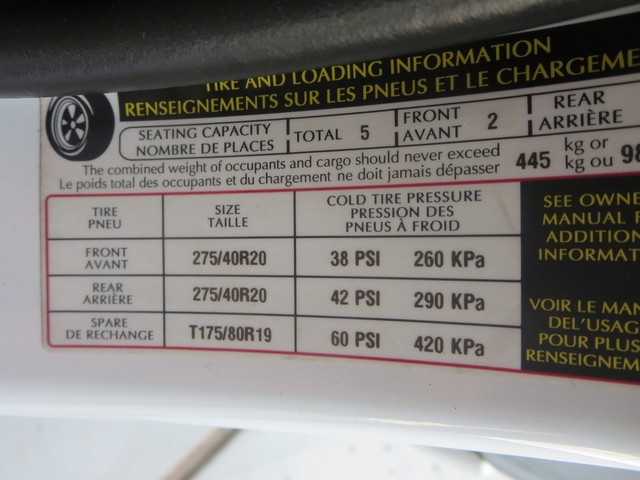 TIRE AND LOADING INFORMATION
RENSEIGNEMENTS SUR LES PNEUS ET LE CHARGEME
SEATING CAPACITY
NOMBRE DE PLACES
TOTAL 5
FRONT
AVANT
2
REAR
ARRIÈRE
The combined weight of occupants and cargo should never exceed
Le poids total des occupants et du chargement ne doit jamais dépasser
445
kg or
kg ou
98
TIRE
PNEU
SIZE
TAILLE
COLD TIRE PRESSURE
PRESSION DES
PNEUS À FROID
FRONT
AVANT
275/40R20
38 PSI 260 KPa
REAR
ARRIÈRE
275/40R20
42 PSI 290 KPa
SPARE
DE RECHANGE
T175/80R19
60 PSI 420 KPa
SEE OWNE
MANUAL F
ADDITION
INFORMAT
VOIR LE MAN
DEL'USAG
POUR PLUS
RENSEIGNEM